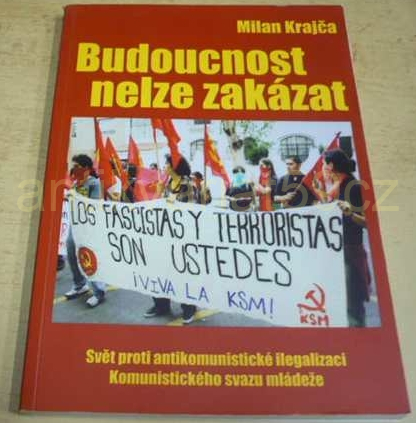 Milan Krajča
Budoucnost
nelze zakázat
LOS FASCISTAS Y TERRORISTAS
SON USTEDES
¡VIVA LA KSM!
KSM
Svět proti antikomunistické ilegalizaci
Komunistického svazu mládeže